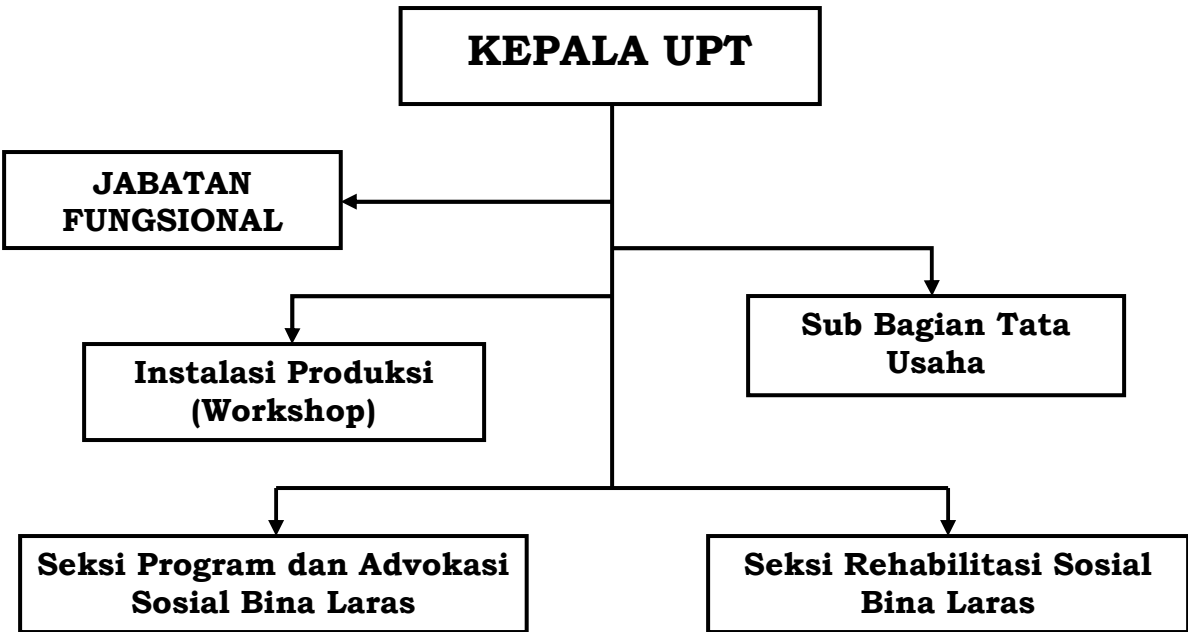 KEPALA UPT
JABATAN
FUNGSIONAL
Sub Bagian Tata
Usaha
Instalasi Produksi
(Workshop)
Seksi Program dan Advokasi
Sosial Bina Laras
Seksi Rehabilitasi Sosial
Bina Laras